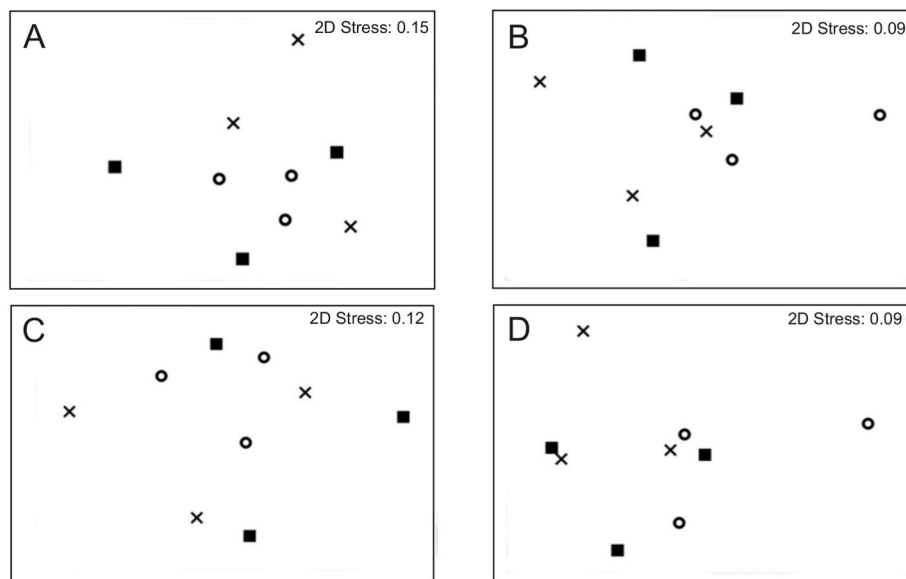 A
2D Stress: 0.15
B
2D Stress: 0.09
C
2D Stress: 0.12
D
2D Stress: 0.09